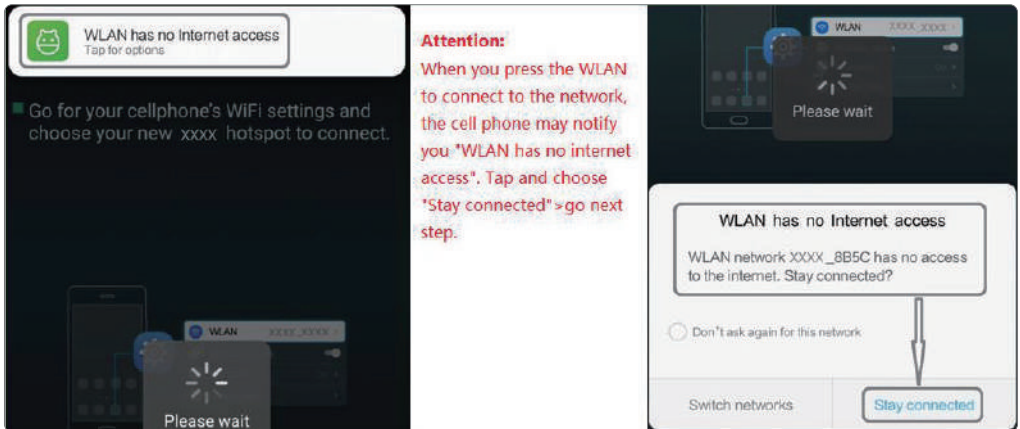 WLAN has no Internet access
Tap for options
Go for your cellphone's WiFi settings and
choose your new xxxx hotspot to connect.
WLAN XXXX_XXXX
Please wait
Attention:
When you press the WLAN
to connect to the network,
the cell phone may notify
you "WLAN has no internet
access". Tap and choose
"Stay connected">go next
step.
WLAN XXXX_XXXX
Please wait
WLAN has no Internet access
WLAN network XXXX_8B5C has no access
to the internet. Stay connected?
Don't ask again for this network
Switch networks
Stay connected